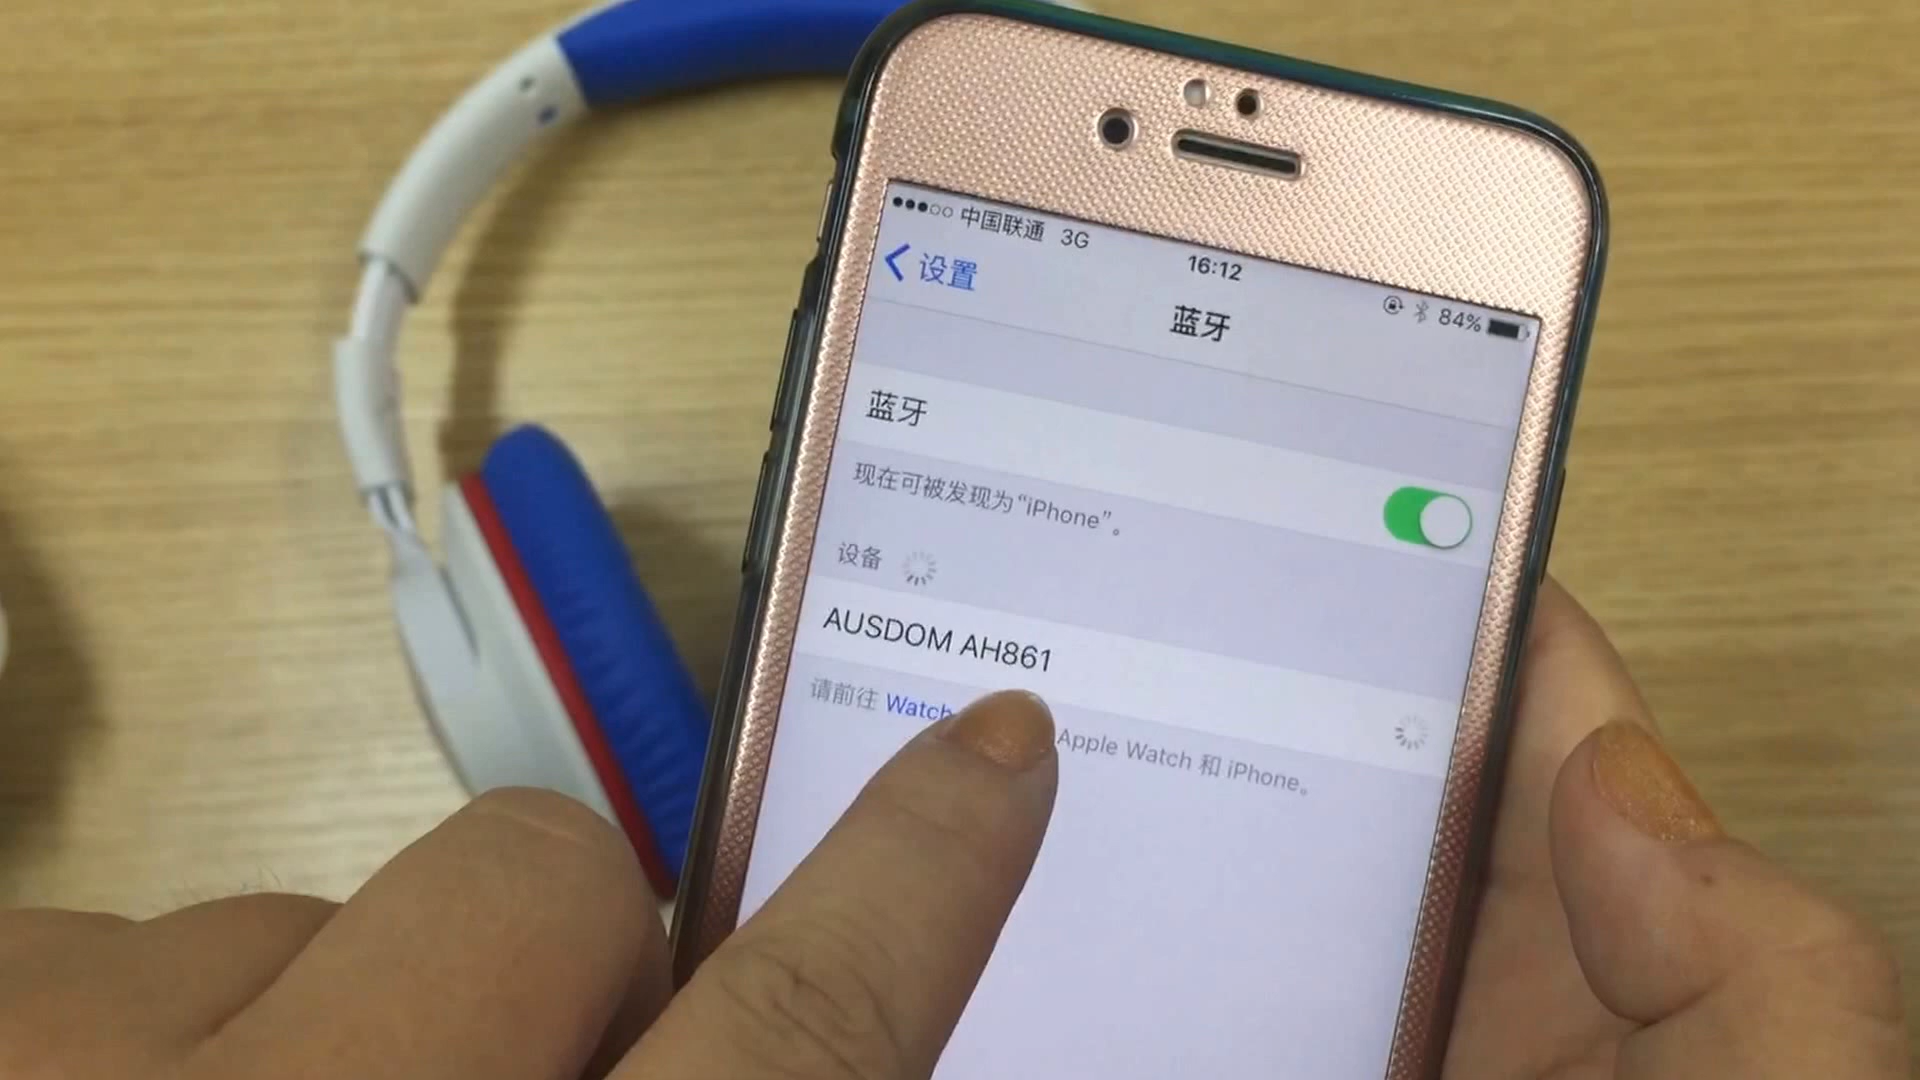 中国联通 3G
16:12
84%
设置
蓝牙
蓝牙
现在可被发现为“iPhone”。
设备
AUSDOM AH861
请前往 Watch Apple Watch 和 iPhone。